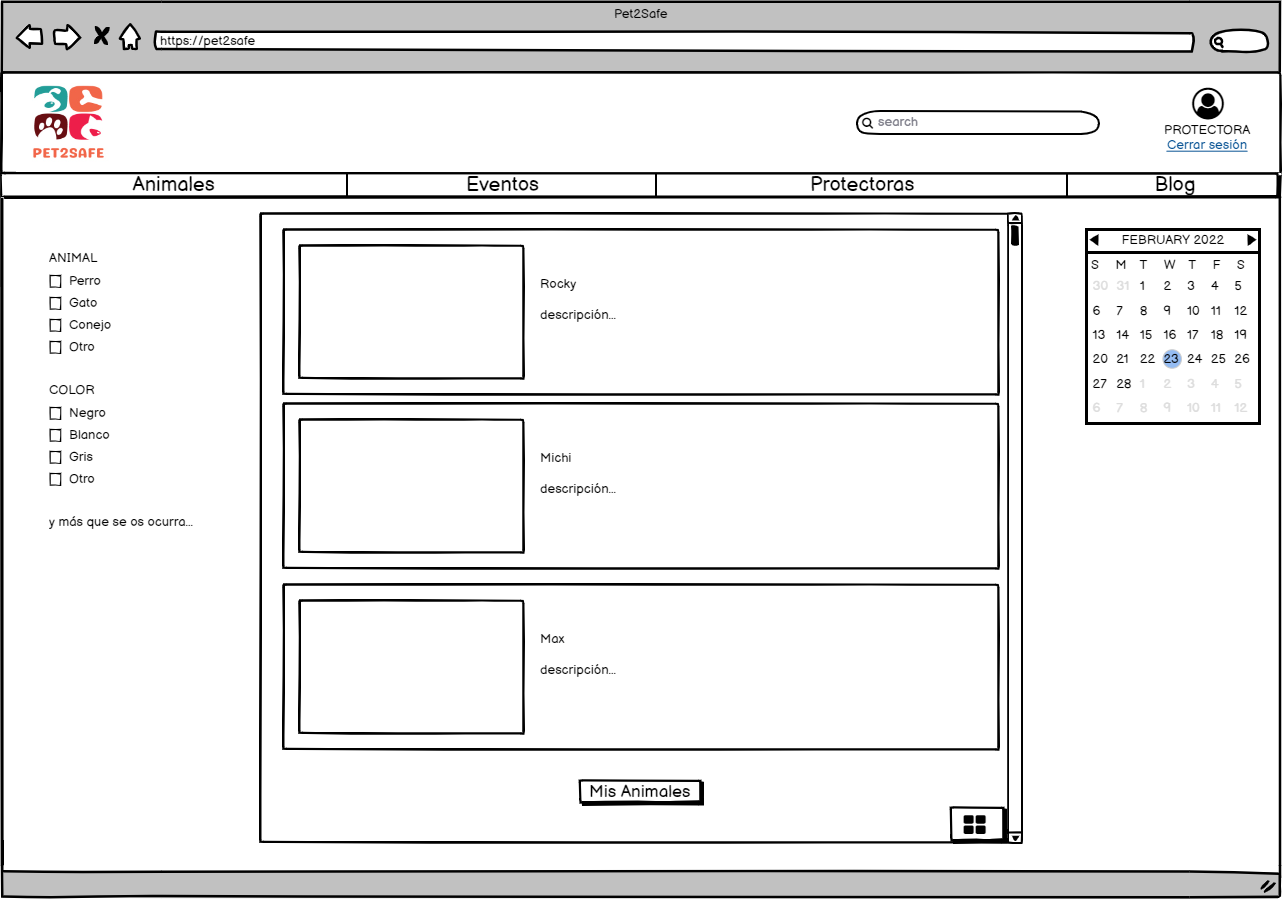 Pet2Safe
https://pet2safe
PET2SAFE
search
PROTECTORA
Cerrar sesión
Animales
Eventos
Protectoras
Blog
ANIMAL
Perro
Gato
Conejo
Otro
COLOR
Negro
Blanco
Gris
Otro
y más que se os ocurra...
Rocky
descripción...
Michi
descripción...
Max
descripción...
Mis Animales
FEBRUARY 2022
S M T W T F S
30 31 1 2 3 4 5
6 7 8 9 10 11 12
13 14 15 16 17 18 19
20 21 22 23 24 25 26
27 28 1 2 3 4 5
6 7 8 9 10 11 12